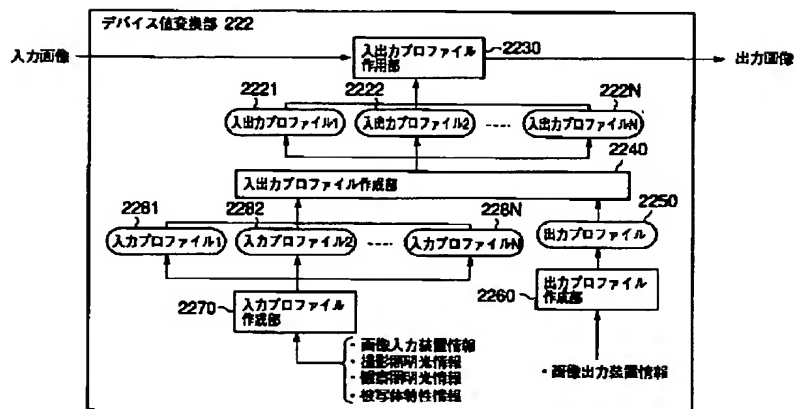 デバイス値変換部 222
入力画像
入出力プロファイル
作用部
2230
出力画像
2221
2222
222N
入出力プロファイル1
入出力プロファイル2
入出力プロファイルN
2240
入出力プロファイル作成部
2281
2282
228N
2250
入力プロファイル1
入力プロファイル2
入力プロファイルN
出力プロファイル
2270
入力プロファイル
作成部
2260
出力プロファイル
作成部
・画像入力装置情報
・撮影照明光情報
・観察照明光情報
・被写体特性情報
・画像出力装置情報